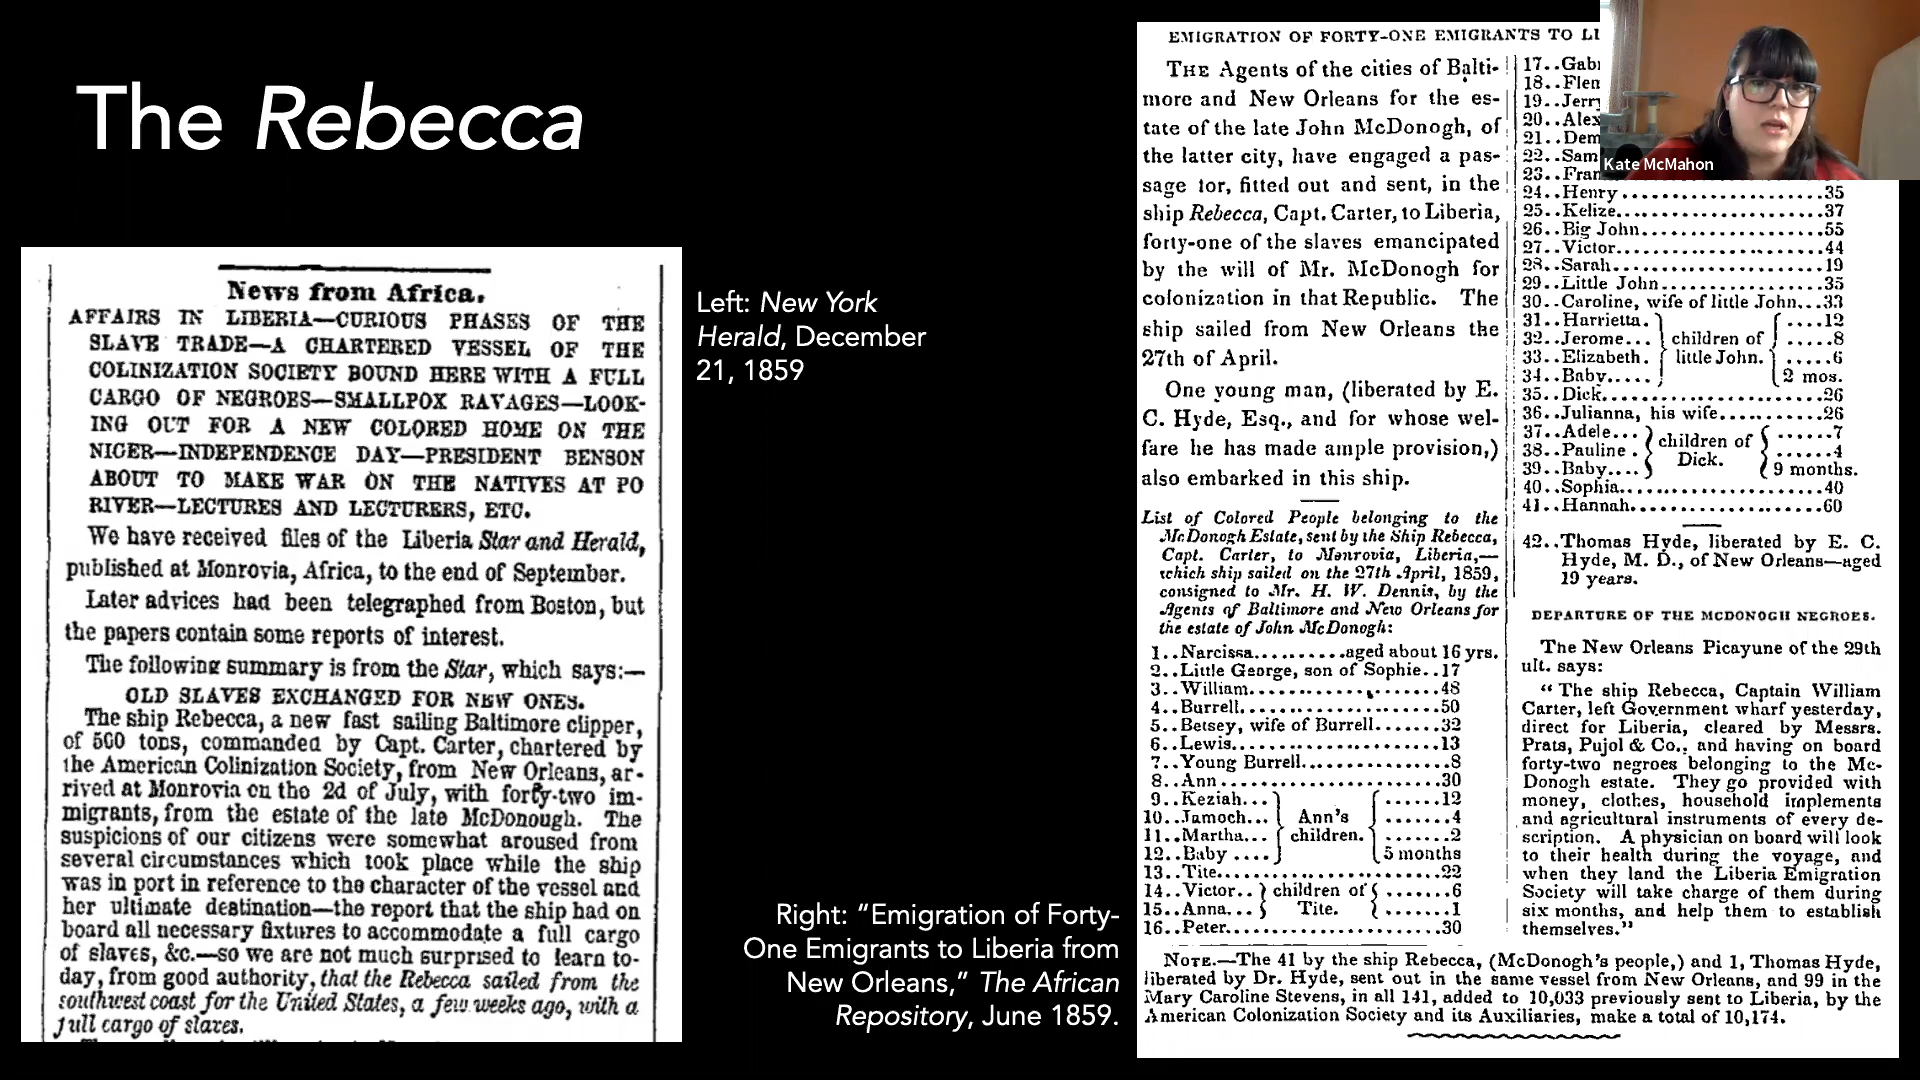 The Rebecca
News from Africa.
AFFAIRS IN LIBERIA—CURIOUS PHASES OF THE
SLAVE TRADE—A CHARTERED VESSEL OF THE
COLINIZATION SOCIETY BOUND HERE WITH A FULL
CARGO OF NEGROES—SMALLPOX RAVAGES—LOOK-
ING OUT FOR A NEW COLORED HOME ON THE
NIGER—INDEPENDENCE DAY—PRESIDENT BENSON
ABOUT TO MAKE WAR ON THE NATIVES AT PO
RIVER—LECTURES AND LECTURERS, ETC.
We have received files of the Liberia Star and Herald,
published at Monrovia, Africa, to the end of September.
Later advices had been telegraphed from Boston, but
the papers contain some reports of interest.
The following summary is from the Star, which says:—
OLD SLAVES EXCHANGED FOR NEW ONES.
The ship Rebecca, a new fast sailing Baltimore clipper,
of 500 tons, commanded by Capt. Carter, chartered by
the American Colinization Society, from New Orleans, ar-
rived at Monrovia on the 2d of July, with forty-two im-
migrants, from the estate of the late McDonough. The
suspicions of our citizens were somewhat aroused from
several circumstances which took place while the ship
was in port in reference to the character of the vessel and
her ultimate destination—the report that the ship had on
board all necessary fixtures to accommodate a full cargo
of slaves, &c.—so we are not much surprised to learn to-
day, from good authority, that the Rebecca sailed from the
southwest coast for the United States, a few weeks ago, with a
full cargo of slaves.
Left: New York
Herald, December
21, 1859
Right: “Emigration of Forty-
One Emigrants to Liberia from
New Orleans,” The African
Repository, June 1859.
EMIGRATION OF FORTY-ONE EMIGRANTS TO LI
THE Agents of the cities of Balti-
more and New Orleans for the es-
tate of the late John McDonogh, of
the latter city, have engaged a pas-
sage for, fitted out and sent, in the
ship Rebecca, Capt. Carter, to Liberia,
forty-one of the slaves emancipated
by the will of Mr. McDonogh for
colonization in that Republic. The
ship sailed from New Orleans the
27th of April.
One young man, (liberated by E.
C. Hyde, Esq., and for whose wel-
fare he has made ample provision,)
also embarked in this ship.
List of Colored People belonging to the
McDonogh Estate, sent by the Ship Rebecca,
Capt. Carter, to Monrovia, Liberia,—
which ship sailed on the 27th April, 1859,
consigned to Mr. H. W. Dennis, by the
Agents of Baltimore and New Orleans for
the estate of John McDonogh:
1..Narcissa..........aged about 16 yrs.
2..Little George, son of Sophie..17
3..William.....................48
4..Burrell......................50
5..Betsey, wife of Burrell.......32
6..Lewis.......................13
7..Young Burrell................8
8..Ann.........................30
9..Keziah... ......12
10..Jamoch... Ann's .......4
11..Martha... children. .......2
12..Baby .... 5 months
13..Tite.......................22
14..Victor.. children of .......6
15..Anna... Tite. .......1
16..Peter......................30
17..Gab
18..Flem
19..Jerry
20..Alex
21..Dem
22..Sam
23..Fran
24..Henry......................35
25..Kelize......................37
26..Big John...................55
27..Victor......................44
28..Sarah......................19
29..Little John..................35
30..Caroline, wife of little John...33
31..Harrietta. ....12
32..Jerome... children of .....8
33..Elizabeth. little John. .....6
34..Baby..... 2 mos.
35..Dick.......................26
36..Julianna, his wife...........26
37..Adele... ......7
38..Pauline . children of ......4
39..Baby.... Dick. 9 months.
40..Sophia.....................40
41..Hannah....................60
42..Thomas Hyde, liberated by E. C.
Hyde, M. D., of New Orleans—aged
19 years.
DEPARTURE OF THE MCDONOGH NEGROES.
The New Orleans Picayune of the 29th
ult. says:
“The ship Rebecca, Captain William
Carter, left Government wharf yesterday,
direct for Liberia, cleared by Messrs.
Prats, Pujol & Co., and having on board
forty-two negroes belonging to the Mc-
Donogh estate. They go provided with
money, clothes, household implements
and agricultural instruments of every de-
scription. A physician on board will look
to their health during the voyage, and
when they land the Liberia Emigration
Society will take charge of them during
six months, and help them to establish
themselves.”
NOTE.—The 41 by the ship Rebecca, (McDonogh's people,) and 1, Thomas Hyde,
liberated by Dr. Hyde, sent out in the same vessel from New Orleans, and 99 in the
Mary Caroline Stevens, in all 141, added to 10,033 previously sent to Liberia, by the
American Colonization Society and its Auxiliaries, make a total of 10,174.
Kate McMahon